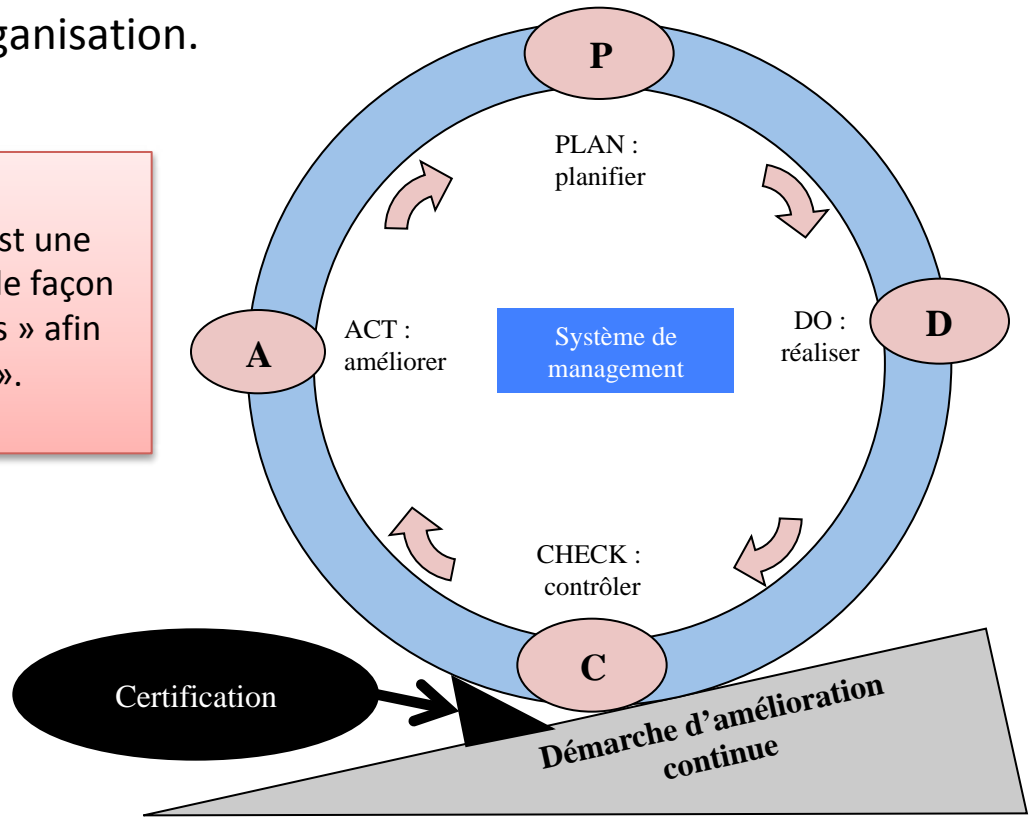 ganisation.
st une
le façon
s » afin
».
P
PLAN :
planifier
A
ACT :
améliorer
Système de
management
DO :
réaliser
D
CHECK :
contrôler
C
Certification
Démarche d’amélioration
continue